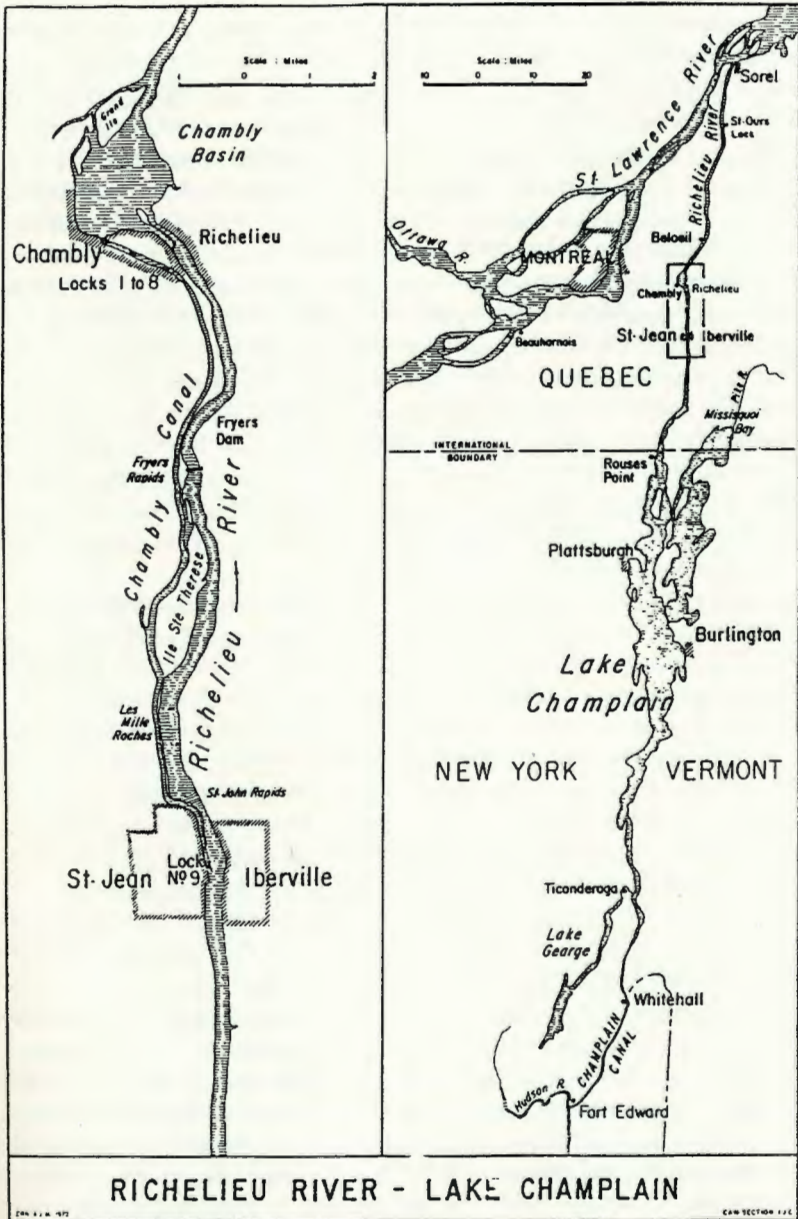 Scale : Miles
1 0 1 2
Grand
Ile
Chambly
Basin
Richelieu
Chambly
Locks 1 to 8
Chambly Canal
Fryers
Dam
Fryers
Rapids
Richelieu River
Ile Ste Therese
Les
Mille
Roches
St John Rapids
Lock
Nº 9
St-Jean
Iberville
Scale : Miles
10 0 10 20
Sorel
St. Lawrence River
St-Ours
Lock
Richelieu River
Ottawa R.
MONTREAL
Beloeil
Chambly
Richelieu
St-Jean
Iberville
Beauharnois
QUEBEC
Missisquoi
Bay
INTERNATIONAL
BOUNDARY
Rouses
Point
Plattsburgh
Burlington
Lake
Champlain
NEW YORK
VERMONT
Ticonderoga
Lake
George
Whitehall
CHAMPLAIN
CANAL
Hudson R.
Fort Edward
RICHELIEU RIVER - LAKE CHAMPLAIN
CAN SECTION I.J.C.